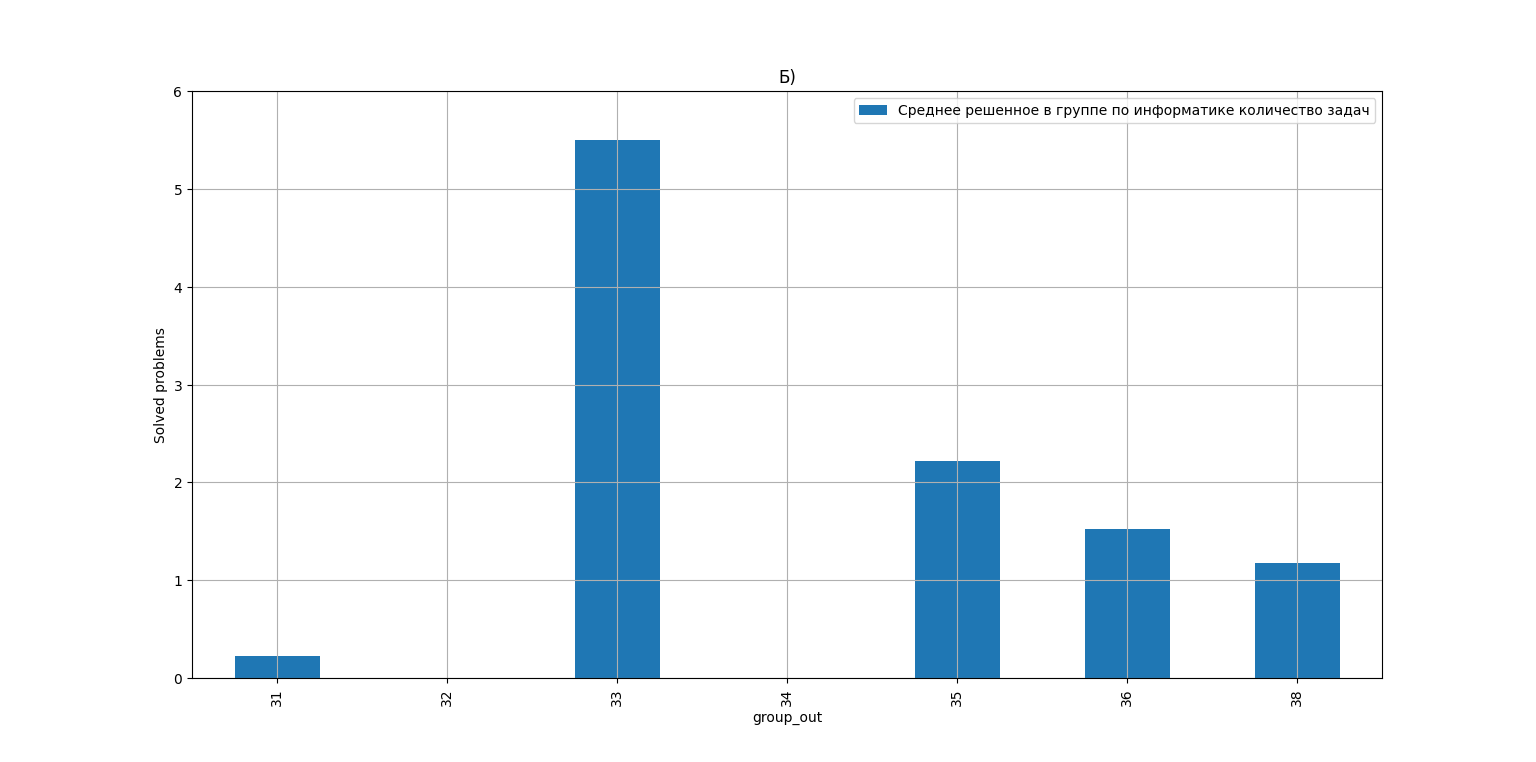 Б)
Среднее решенное в группе по информатике количество задач
6
5
4
3
2
1
0
Solved problems
31 32 33 34 35 36 38
group_out